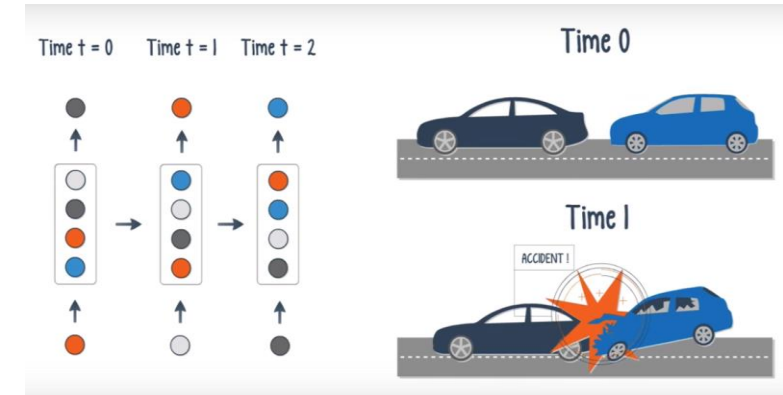 Time t = 0
Time t = 1
Time t = 2
Time 0
Time 1
ACCIDENT !